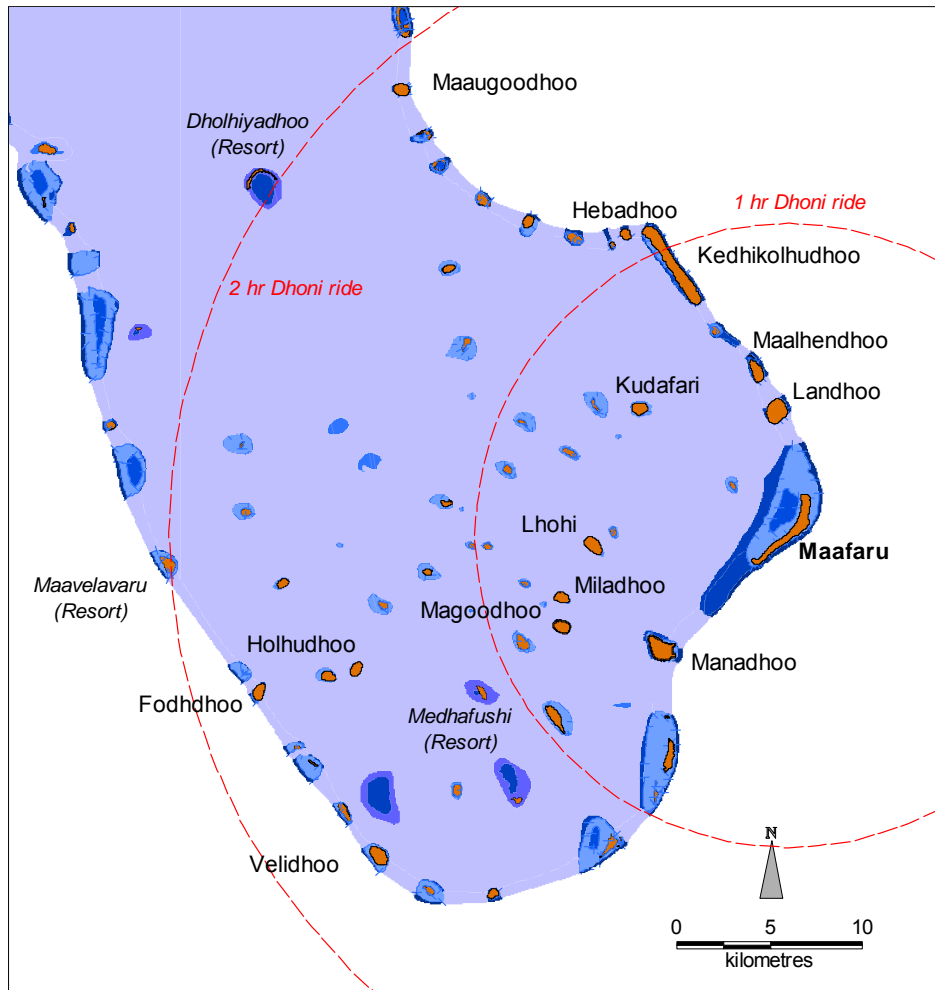 Maaugoodhoo
Dholhiyadhoo
(Resort)
Hebadhoo
1 hr Dhoni ride
Kedhikolhudhoo
2 hr Dhoni ride
Maalhendhoo
Kudafari
Landhoo
Lhohi
Maafaru
Maavelavaru
(Resort)
Miladhoo
Magoodhoo
Holhudhoo
Manadhoo
Fodhdhoo
Medhafushi
(Resort)
N
Velidhoo
0 5 10
kilometres